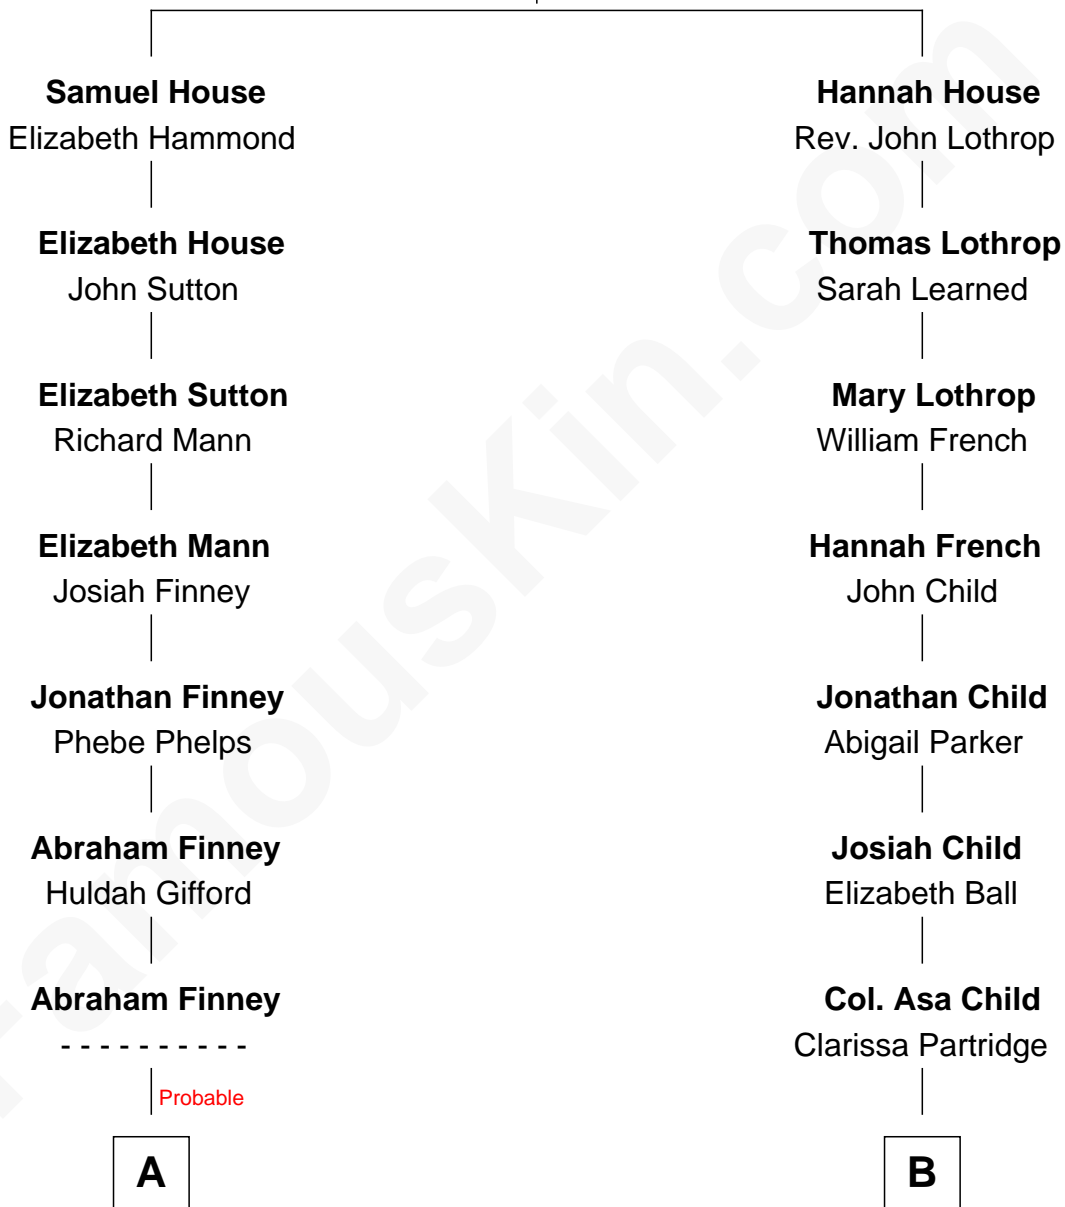 Samuel House
Elizabeth Hammond
Hannah House
Rev. John Lothrop
Elizabeth House
John Sutton
Thomas Lothrop
Sarah Learned
Elizabeth Sutton
Richard Mann
Mary Lothrop
William French
Elizabeth Mann
Josiah Finney
Hannah French
John Child
Jonathan Finney
Phebe Phelps
Jonathan Child
Abigail Parker
Abraham Finney
Huldah Gifford
Josiah Child
Elizabeth Ball
Abraham Finney
- - - - - - - - - -
Col. Asa Child
Clarissa Partridge
Probable
A
B
FamousKin.com